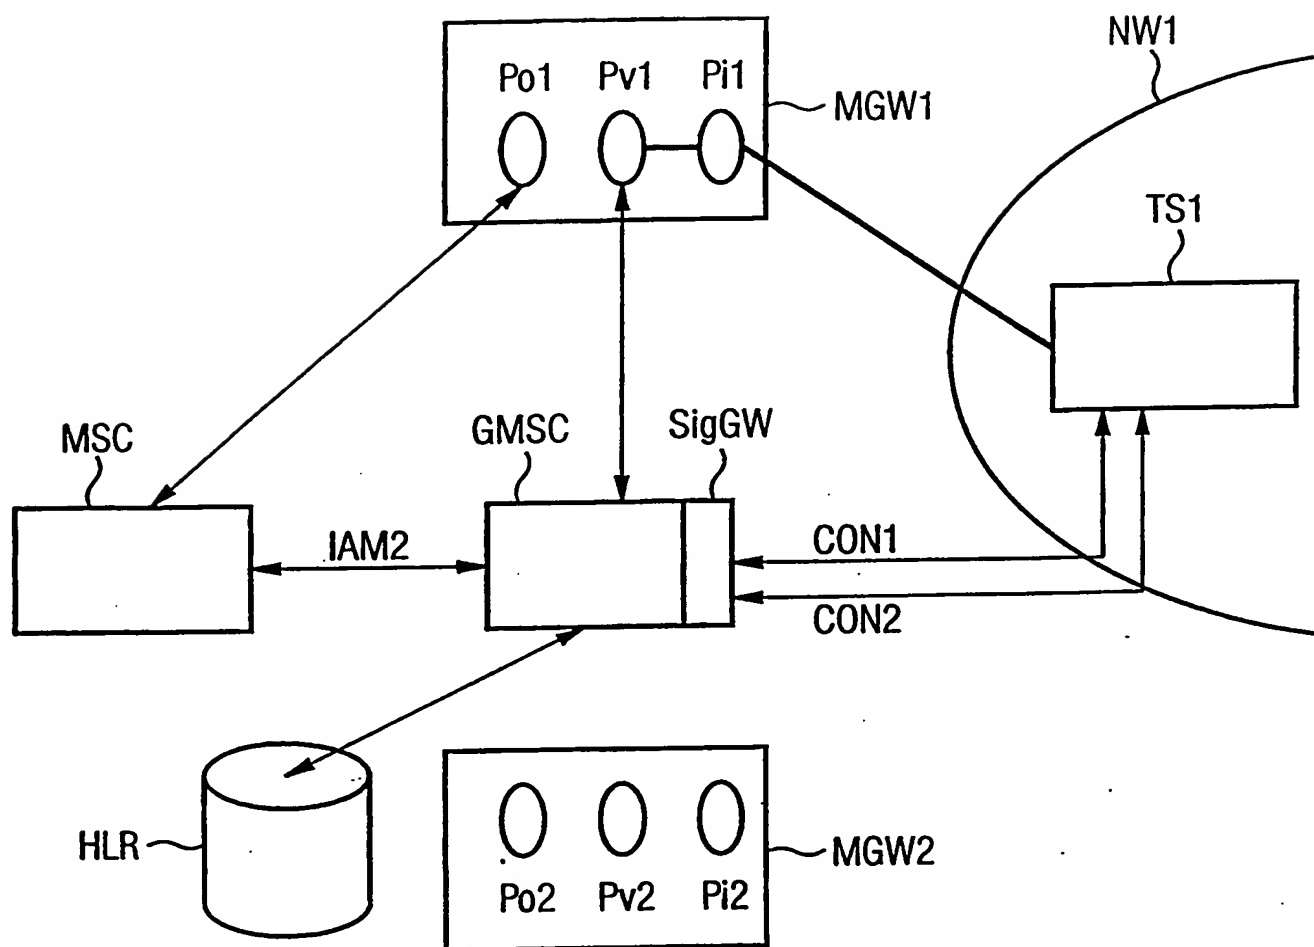 NW1
Po1 Pv1 Pi1
MGW1
TS1
MSC
GMSC
SigGW
IAM2
CON1
CON2
HLR
MGW2
Po2 Pv2 Pi2